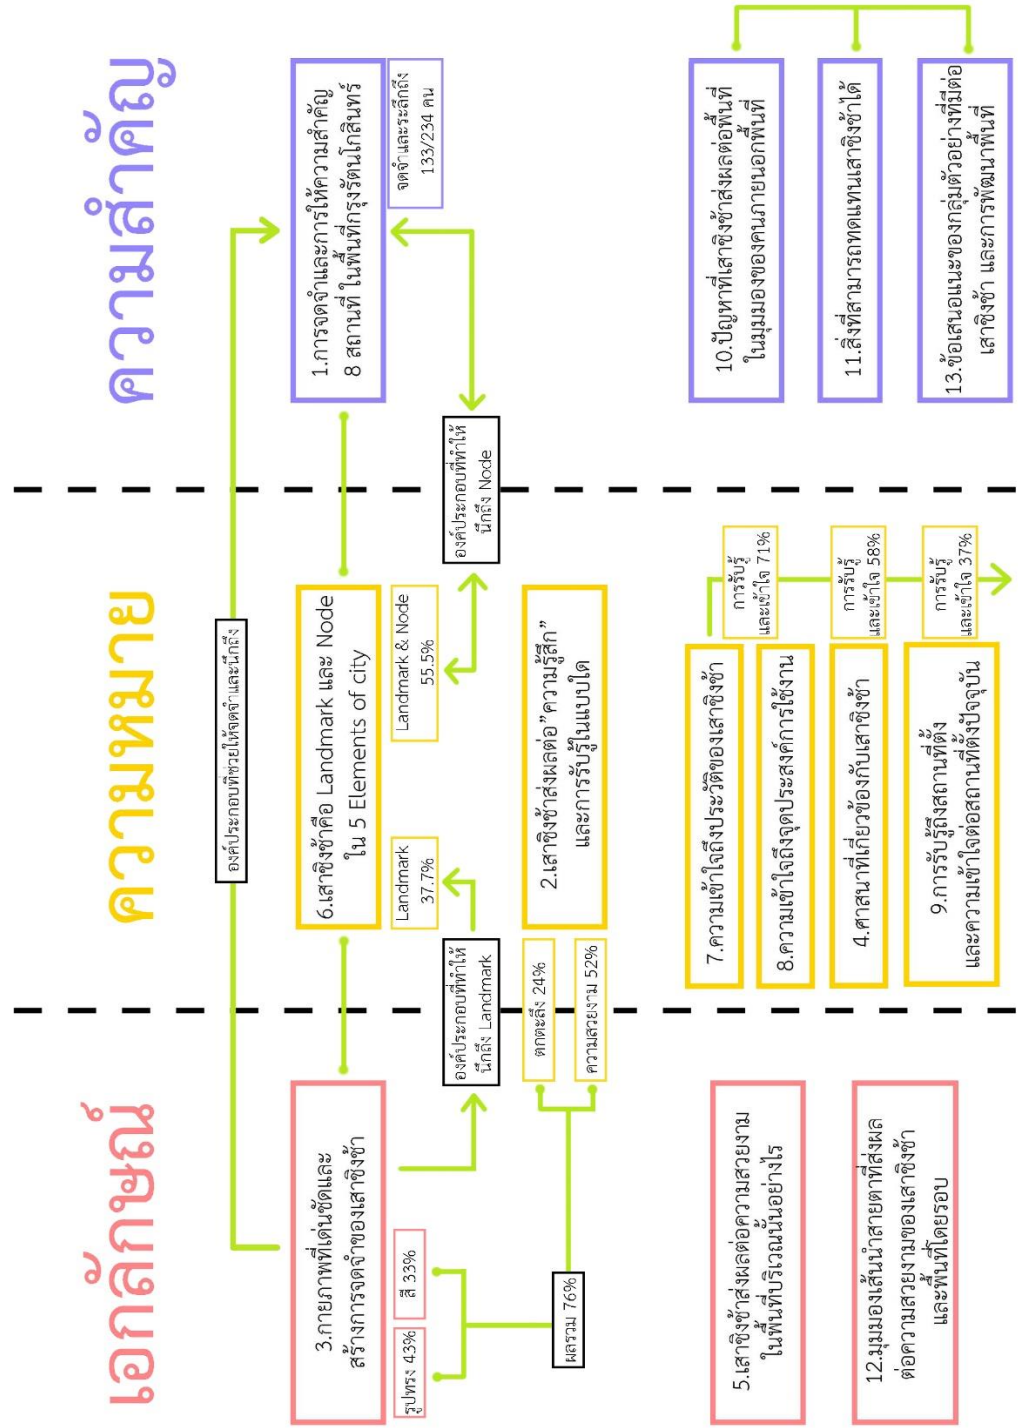 เอกลักษณ์
ความหมาย
ความสำคัญ
องค์ประกอบที่ช่วยให้จดจำและนึกถึง
3.กายภาพที่เด่นชัดและ
สร้างการจดจำของเสาชิงช้า
6.เสาชิงช้าคือ Landmark และ Node
ใน 5 Elements of city
1.การจดจำและการให้ความสำคัญ
8 สถานที่ ในพื้นที่กรุงรัตนโกสินทร์
รูปทรง 43%
สี 33%
Landmark
37.7%
Landmark & Node
55.5%
จดจำและระลึกถึง
133/234 คน
องค์ประกอบที่ทำให้
นึกถึง Landmark
องค์ประกอบที่ทำให้
นึกถึง Node
ผลรวม 76%
ตกตะลึง 24%
ความสวยงาม 52%
2.เสาชิงช้าส่งผลต่อ"ความรู้สึก"
และการรับรู้ในแบบใด
5.เสาชิงช้าส่งผลต่อความสวยงาม
ในพื้นที่บริเวณนั้นอย่างไร
12.มุมมองเส้นนำสายตาที่ส่งผล
ต่อความสวยงามของเสาชิงช้า
และพื้นที่โดยรอบ
7.ความเข้าใจถึงประวัติของเสาชิงช้า
8.ความเข้าใจถึงจุดประสงค์การใช้งาน
4.ศาสนาที่เกี่ยวข้องกับเสาชิงช้า
9.การรับรู้ถึงสถานที่ตั้ง
และความเข้าใจต่อสถานที่ตั้งปัจจุบัน
การรับรู้
และเข้าใจ 71%
การรับรู้
และเข้าใจ 58%
การรับรู้
และเข้าใจ 37%
10.ปัญหาที่เสาชิงช้าส่งผลต่อพื้นที่
ในมุมมองของคนภายนอกพื้นที่
11.สิ่งที่สามารถทดแทนเสาชิงช้าได้
13.ข้อเสนอแนะของกลุ่มตัวอย่างที่มีต่อ
เสาชิงช้า และการพัฒนาพื้นที่